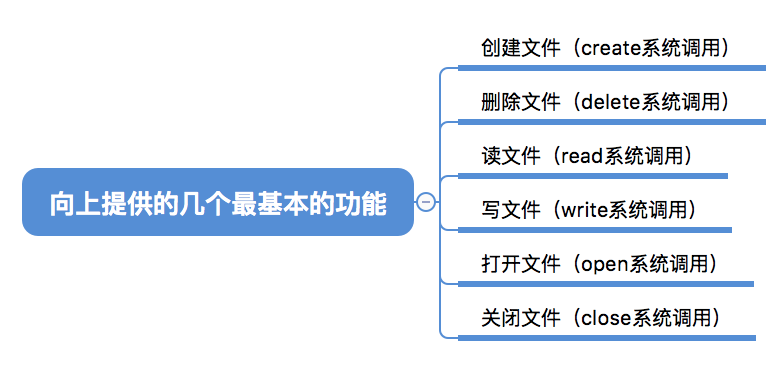 创建文件（create系统调用）
删除文件（delete系统调用）
读文件（read系统调用）
向上提供的几个最基本的功能
写文件（write系统调用）
打开文件（open系统调用）
关闭文件（close系统调用）